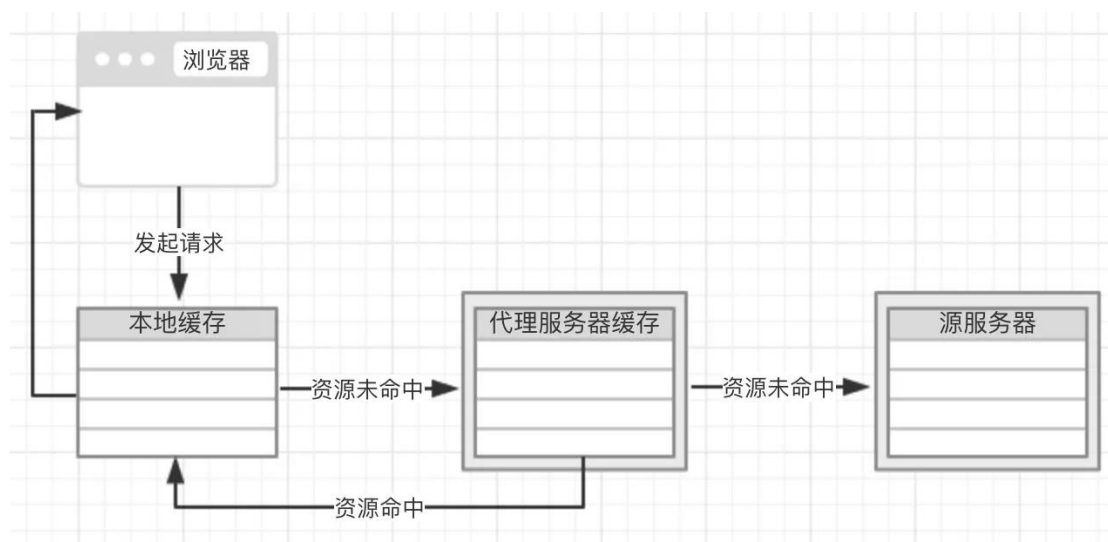 浏览器
发起请求
本地缓存
代理服务器缓存
源服务器
资源未命中
资源未命中
资源命中